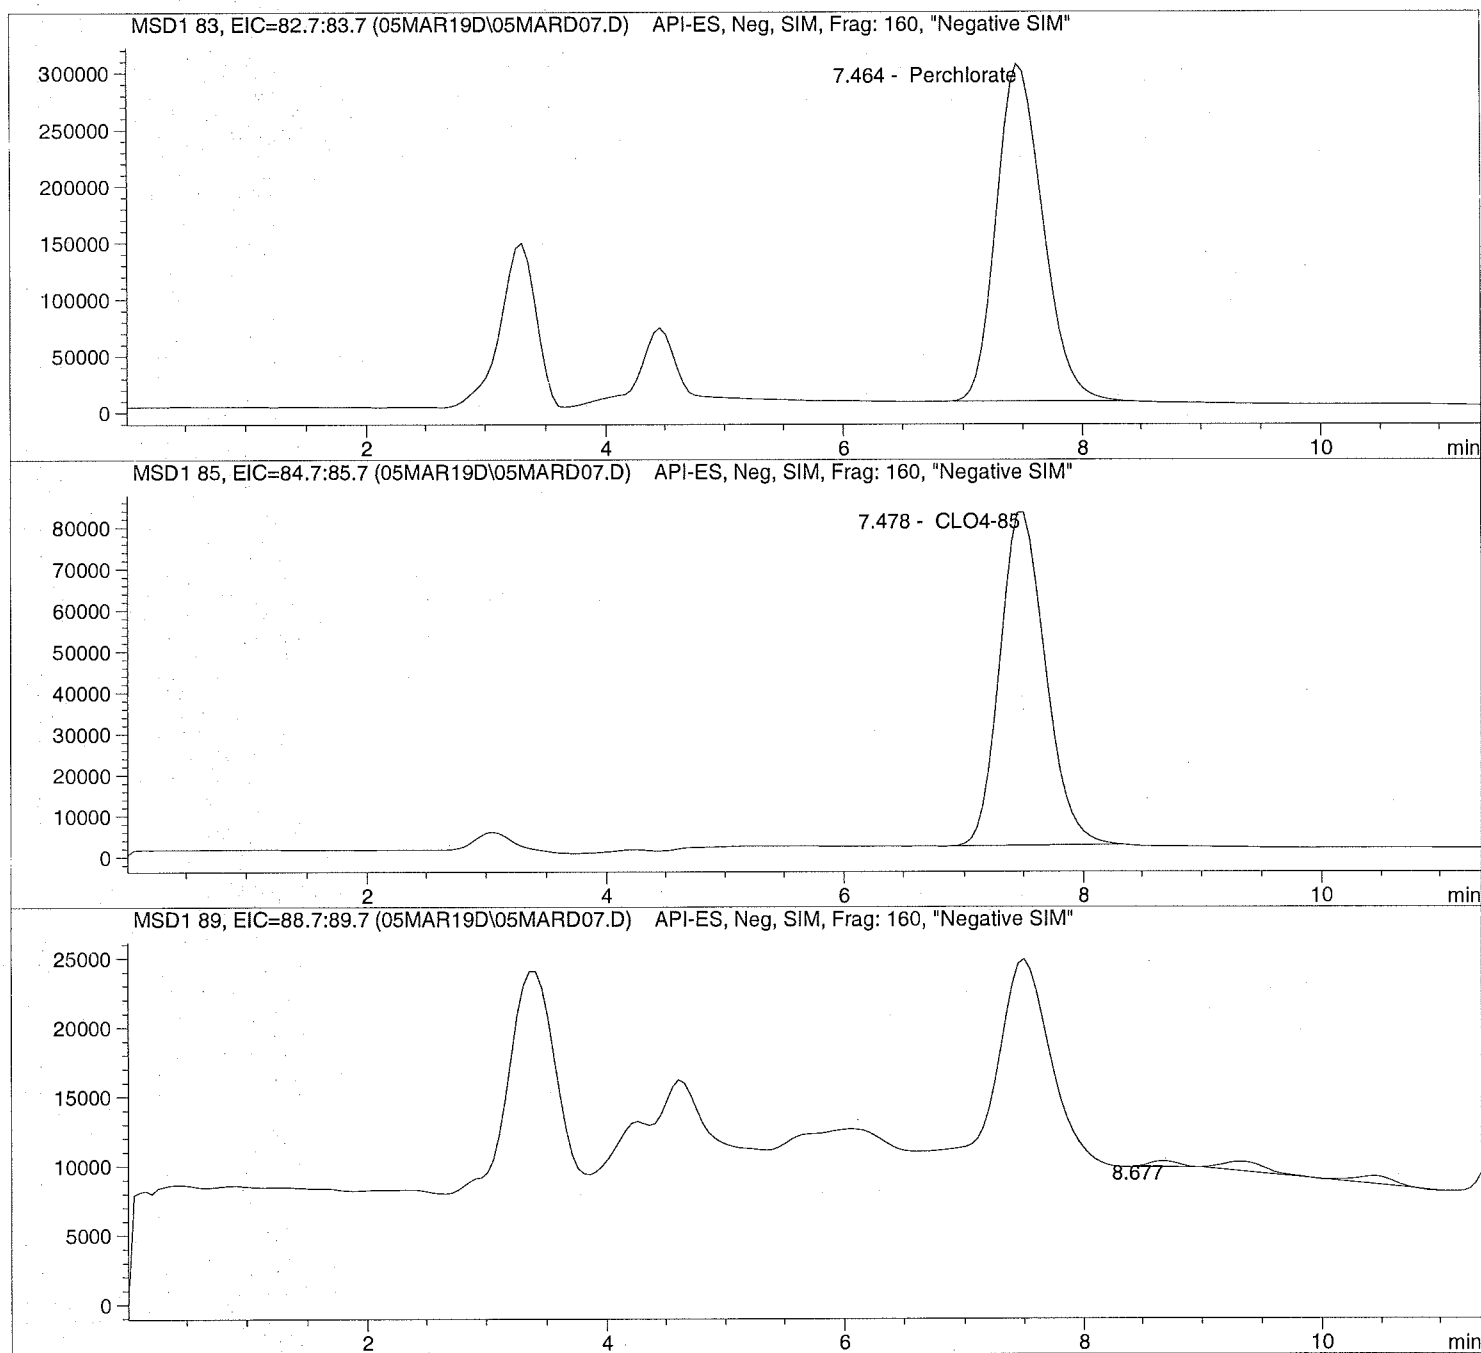 MSD1 83, EIC=82.7:83.7 (05MAR19D\05MARD07.D) API-ES, Neg, SIM, Frag: 160, "Negative SIM"
300000
7.464 - Perchlorate
250000
200000
150000
100000
50000
0
2 4 6 8 10 min
MSD1 85, EIC=84.7:85.7 (05MAR19D\05MARD07.D) API-ES, Neg, SIM, Frag: 160, "Negative SIM"
80000
7.478 - CLO4-85
70000
60000
50000
40000
30000
20000
10000
0
2 4 6 8 10 min
MSD1 89, EIC=88.7:89.7 (05MAR19D\05MARD07.D) API-ES, Neg, SIM, Frag: 160, "Negative SIM"
25000
20000
15000
10000
8.677
5000
0
2 4 6 8 10 min